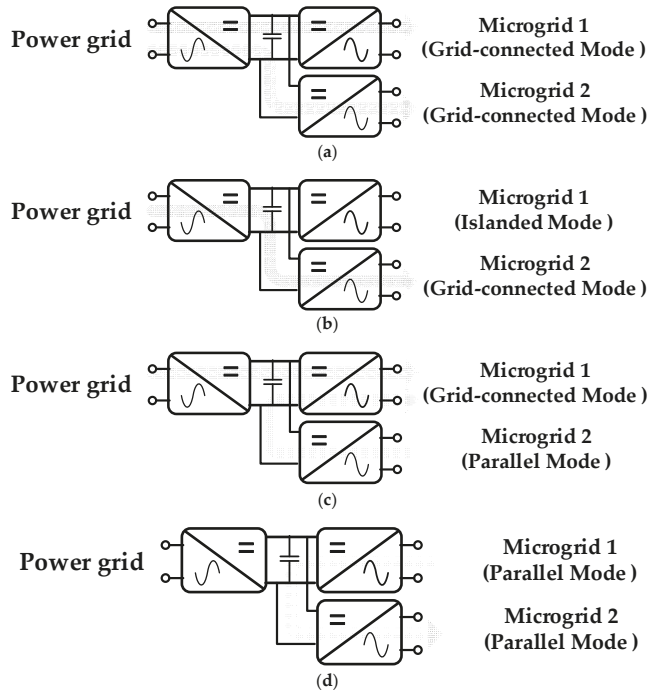 Power grid
Microgrid 1
(Grid-connected Mode )
Microgrid 2
(Grid-connected Mode )
(a)
Power grid
Microgrid 1
(Islanded Mode )
Microgrid 2
(Grid-connected Mode )
(b)
Power grid
Microgrid 1
(Grid-connected Mode )
Microgrid 2
(Parallel Mode )
(c)
Power grid
Microgrid 1
(Parallel Mode )
Microgrid 2
(Parallel Mode )
(d)